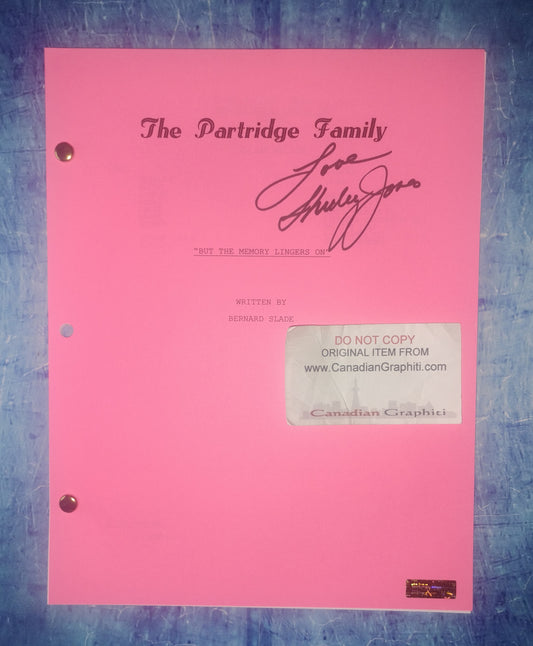 The Partridge Family
Love
Shirley Jones
"BUT THE MEMORY LINGERS ON"
WRITTEN BY
BERNARD SLADE
DO NOT COPY
ORIGINAL ITEM FROM
www.CanadianGraphiti.com
Canadian Graphiti